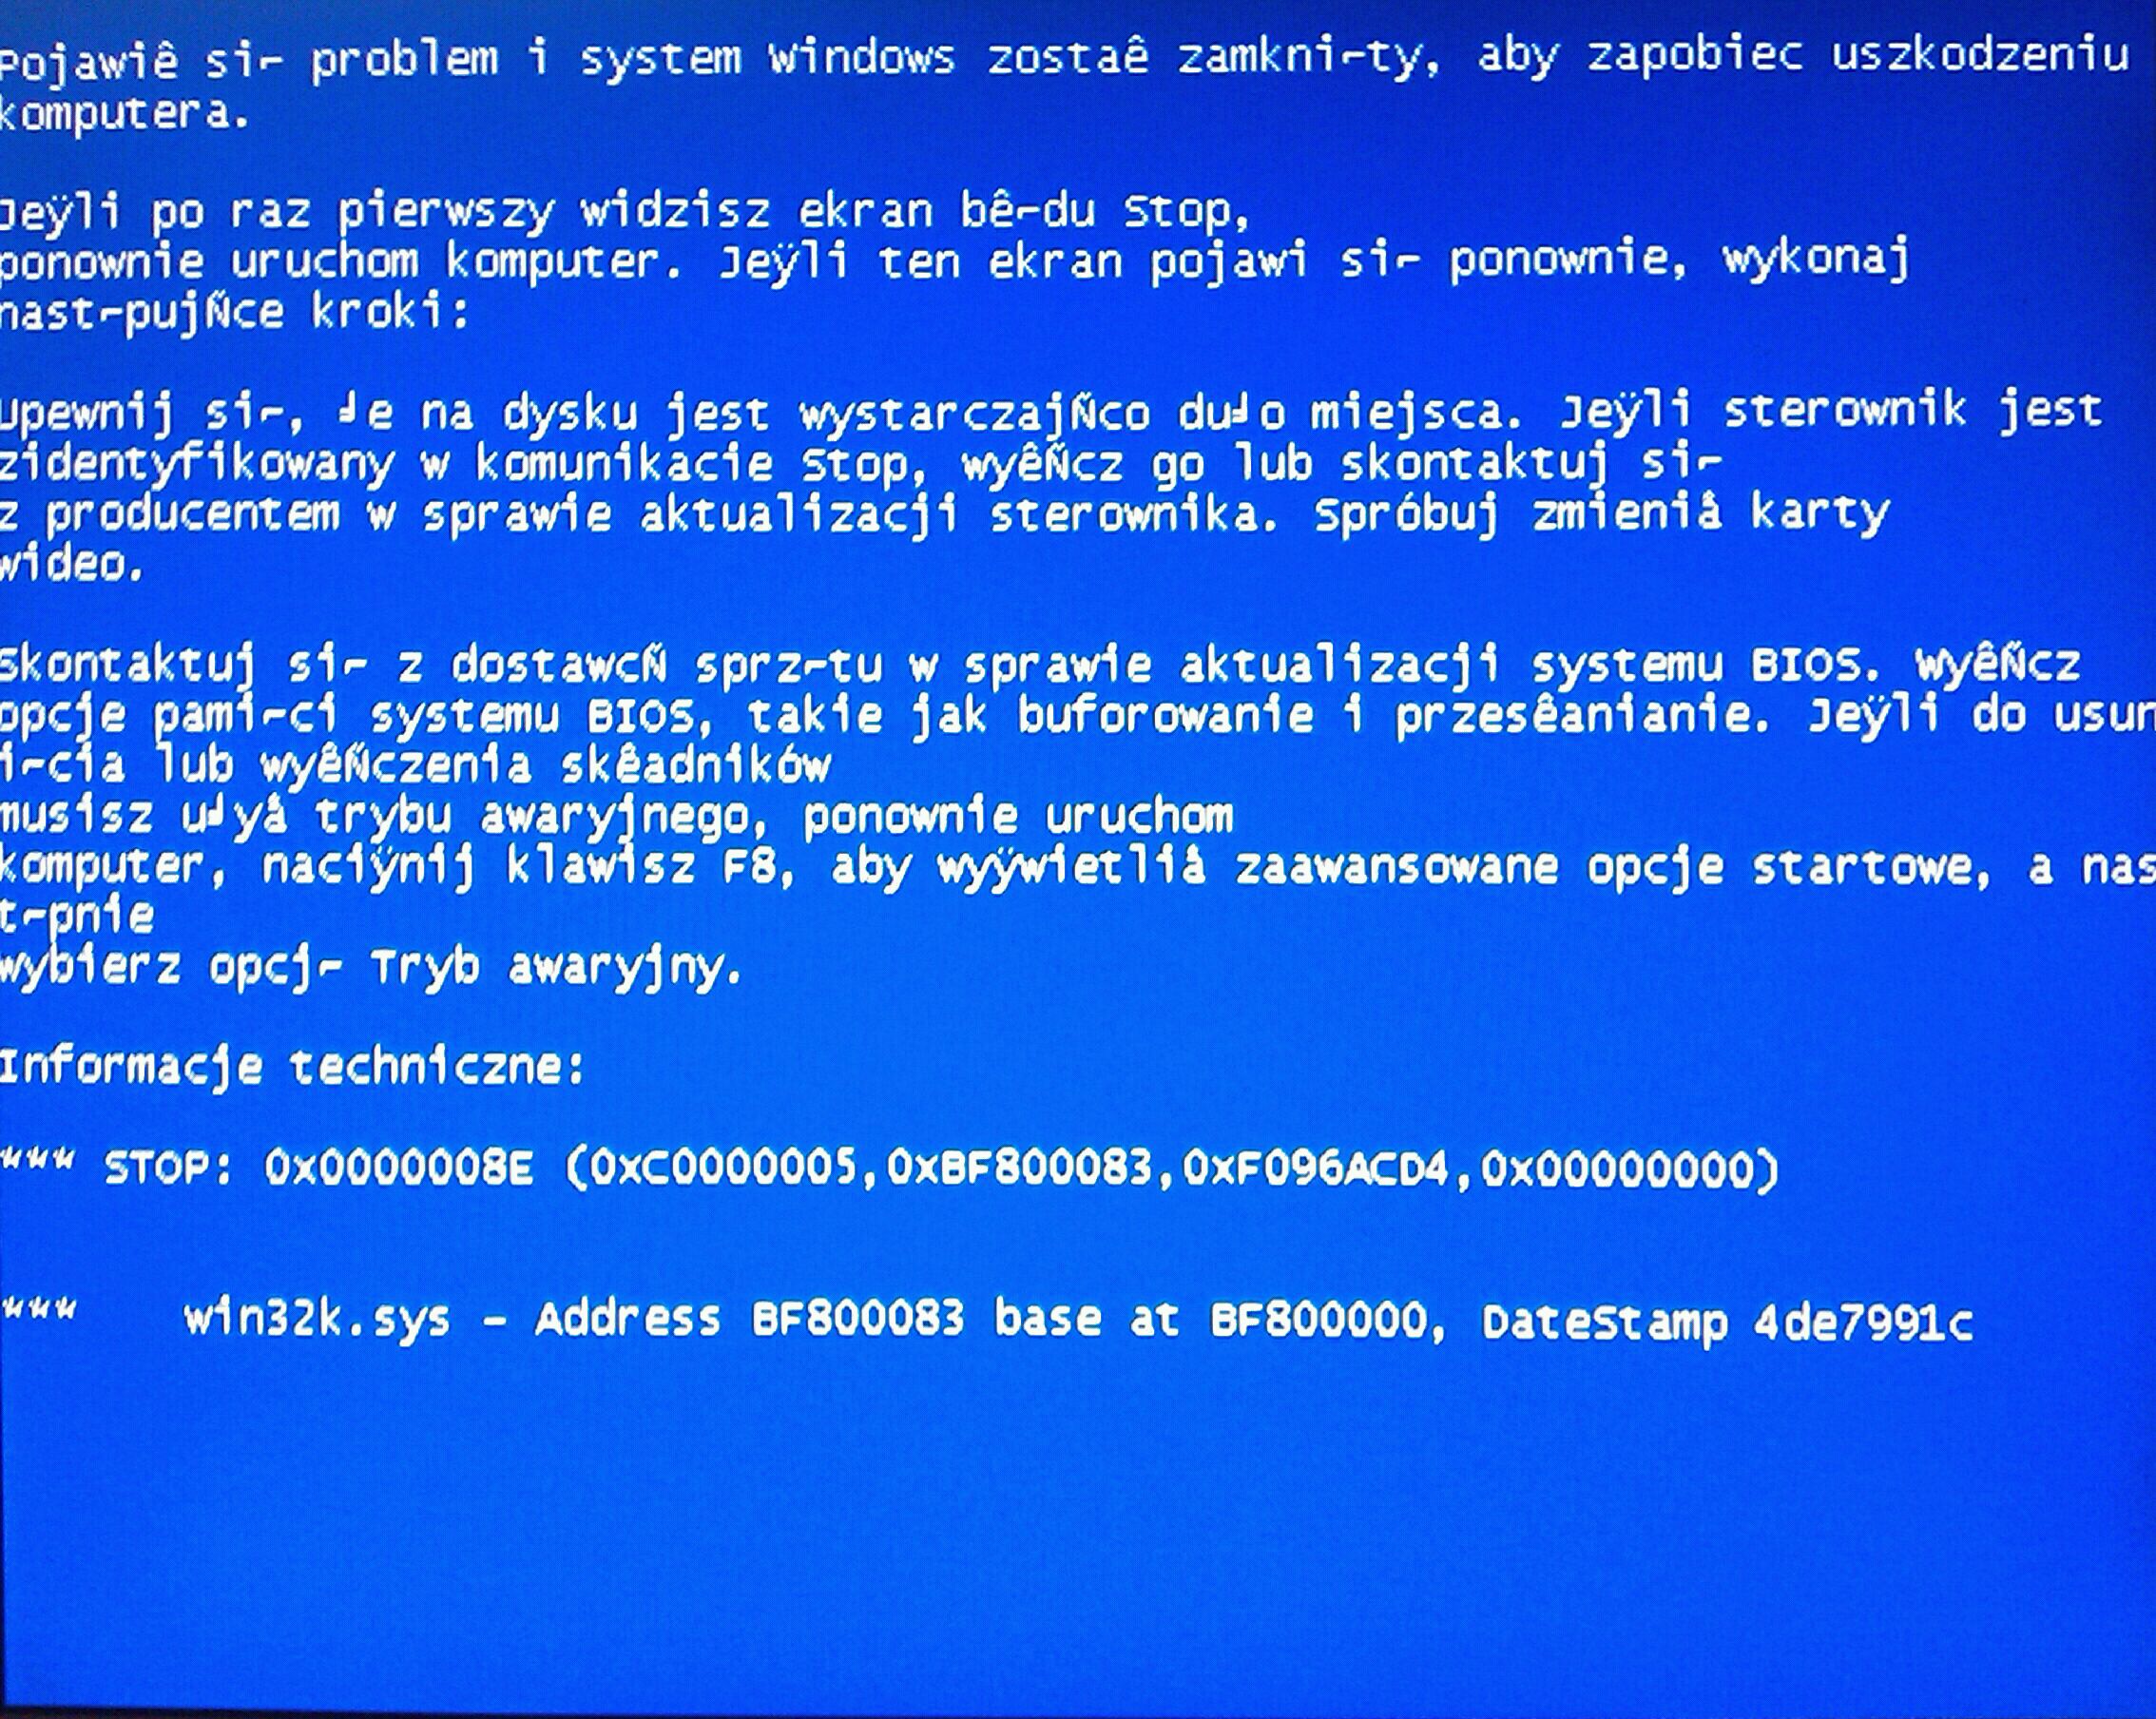 Pojawiê si⌐ problem i system Windows zostaê zamkni⌐ty, aby zapobiec uszkodzeniu
komputera.
Jeÿli po raz pierwszy widzisz ekran bê⌐du Stop,
ponownie uruchom komputer. Jeÿli ten ekran pojawi si⌐ ponownie, wykonaj
nast⌐pujÑce kroki:
Upewnij si⌐, ╛e na dysku jest wystarczajÑco du╛o miejsca. Jeÿli sterownik jest
zidentyfikowany w komunikacie Stop, wyêÑcz go lub skontaktuj si⌐
z producentem w sprawie aktualizacji sterownika. Spróbuj zmieniå karty
wideo.
Skontaktuj si⌐ z dostawcÑ sprz⌐tu w sprawie aktualizacji systemu BIOS. WyêÑcz
opcje pami⌐ci systemu BIOS, takie jak buforowanie i przesêanianie. Jeÿli do usun
i⌐cia lub wyêÑczenia skêadników
musisz u╛yå trybu awaryjnego, ponownie uruchom
komputer, naciÿnij klawisz F8, aby wyÿwietliå zaawansowane opcje startowe, a nas
t⌐pnie
wybierz opcj⌐ Tryb awaryjny.
Informacje techniczne:
*** STOP: 0x0000008E (0xC0000005,0xBF800083,0xF096ACD4,0x00000000)
*** win32k.sys - Address BF800083 base at BF800000, DateStamp 4de7991c